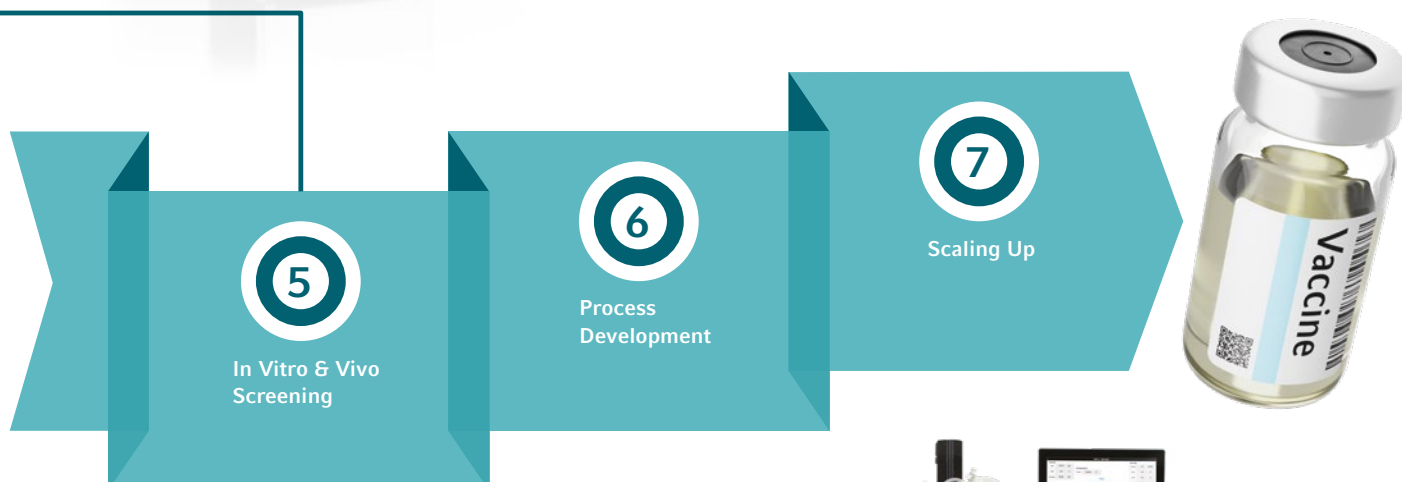 5
In Vitro & Vivo
Screening
6
Process
Development
7
Scaling Up
Vaccine